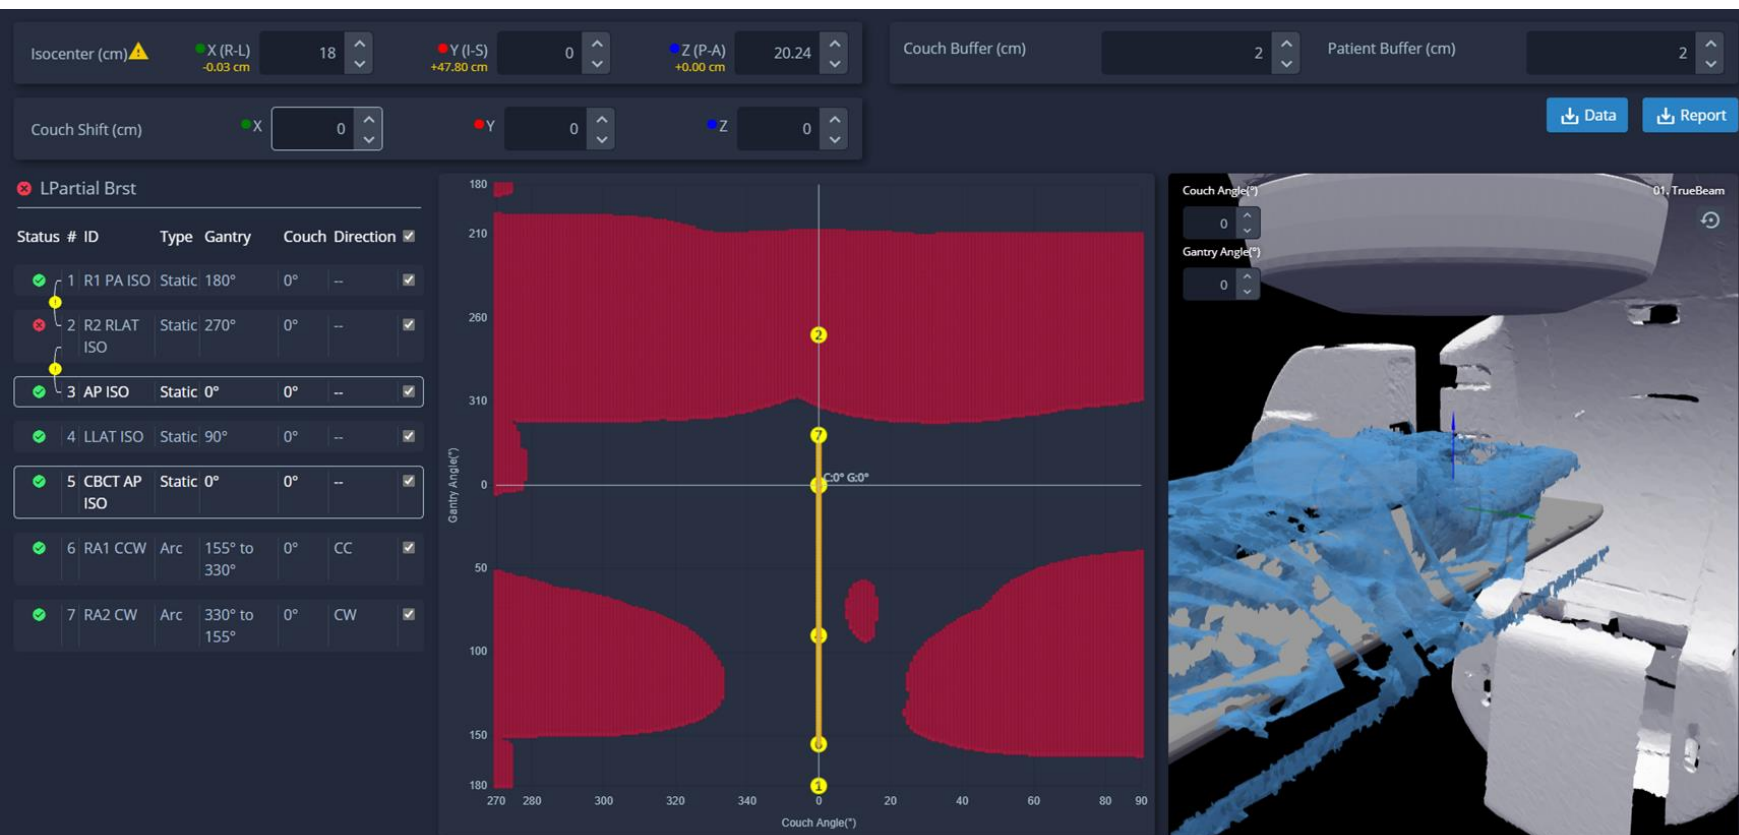 Isocenter (cm)
X (R-L)
-0.03 cm
18
Y (I-S)
+47.80 cm
0
Z (P-A)
+0.00 cm
20.24
Couch Buffer (cm)
2
Patient Buffer (cm)
2
Couch Shift (cm)
X
0
Y
0
Z
0
Data
Report
LPartial Brst
Status # ID Type Gantry Couch Direction
1 R1 PA ISO Static 180° 0° --
2 R2 RLAT ISO Static 270° 0° --
3 AP ISO Static 0° 0° --
4 LLAT ISO Static 90° 0° --
5 CBCT AP ISO Static 0° 0° --
6 RA1 CCW Arc 155° to 330° 0° CC
7 RA2 CW Arc 330° to 155° 0° CW
180
210
260
310
0
50
100
150
180
Gantry Angle(°)
2
7
C:0° G:0°
6
1
270 280 300 320 340 0 20 40 60 80 90
Couch Angle(°)
Couch Angle(°)
0
Gantry Angle(°)
0
01. TrueBeam